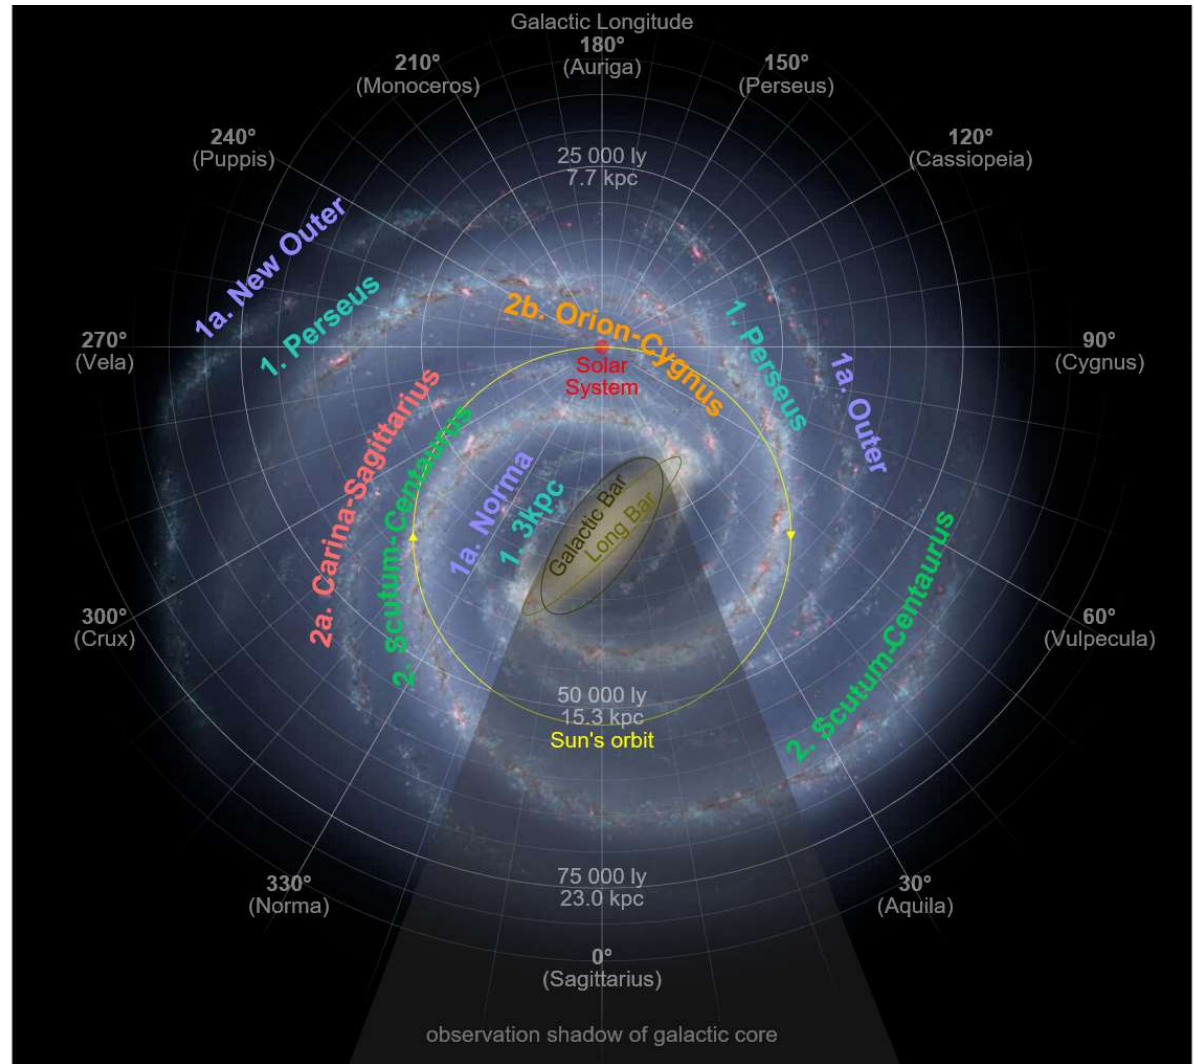 Galactic Longitude
180°
(Auriga)
210°
(Monoceros)
150°
(Perseus)
240°
(Puppis)
120°
(Cassiopeia)
25 000 ly
7.7 kpc
1a. New Outer
1. Perseus
2b. Orion-Cygnus
1. Perseus
270°
(Vela)
90°
(Cygnus)
Solar
System
1a. Outer
2a. Carina-Sagittarius
2. Scutum-Centaurus
1a. Norma
1. 3kpc
Galactic Bar
Long Bar
2. Scutum-Centaurus
300°
(Crux)
60°
(Vulpecula)
50 000 ly
15.3 kpc
Sun's orbit
75 000 ly
23.0 kpc
330°
(Norma)
30°
(Aquila)
0°
(Sagittarius)
observation shadow of galactic core